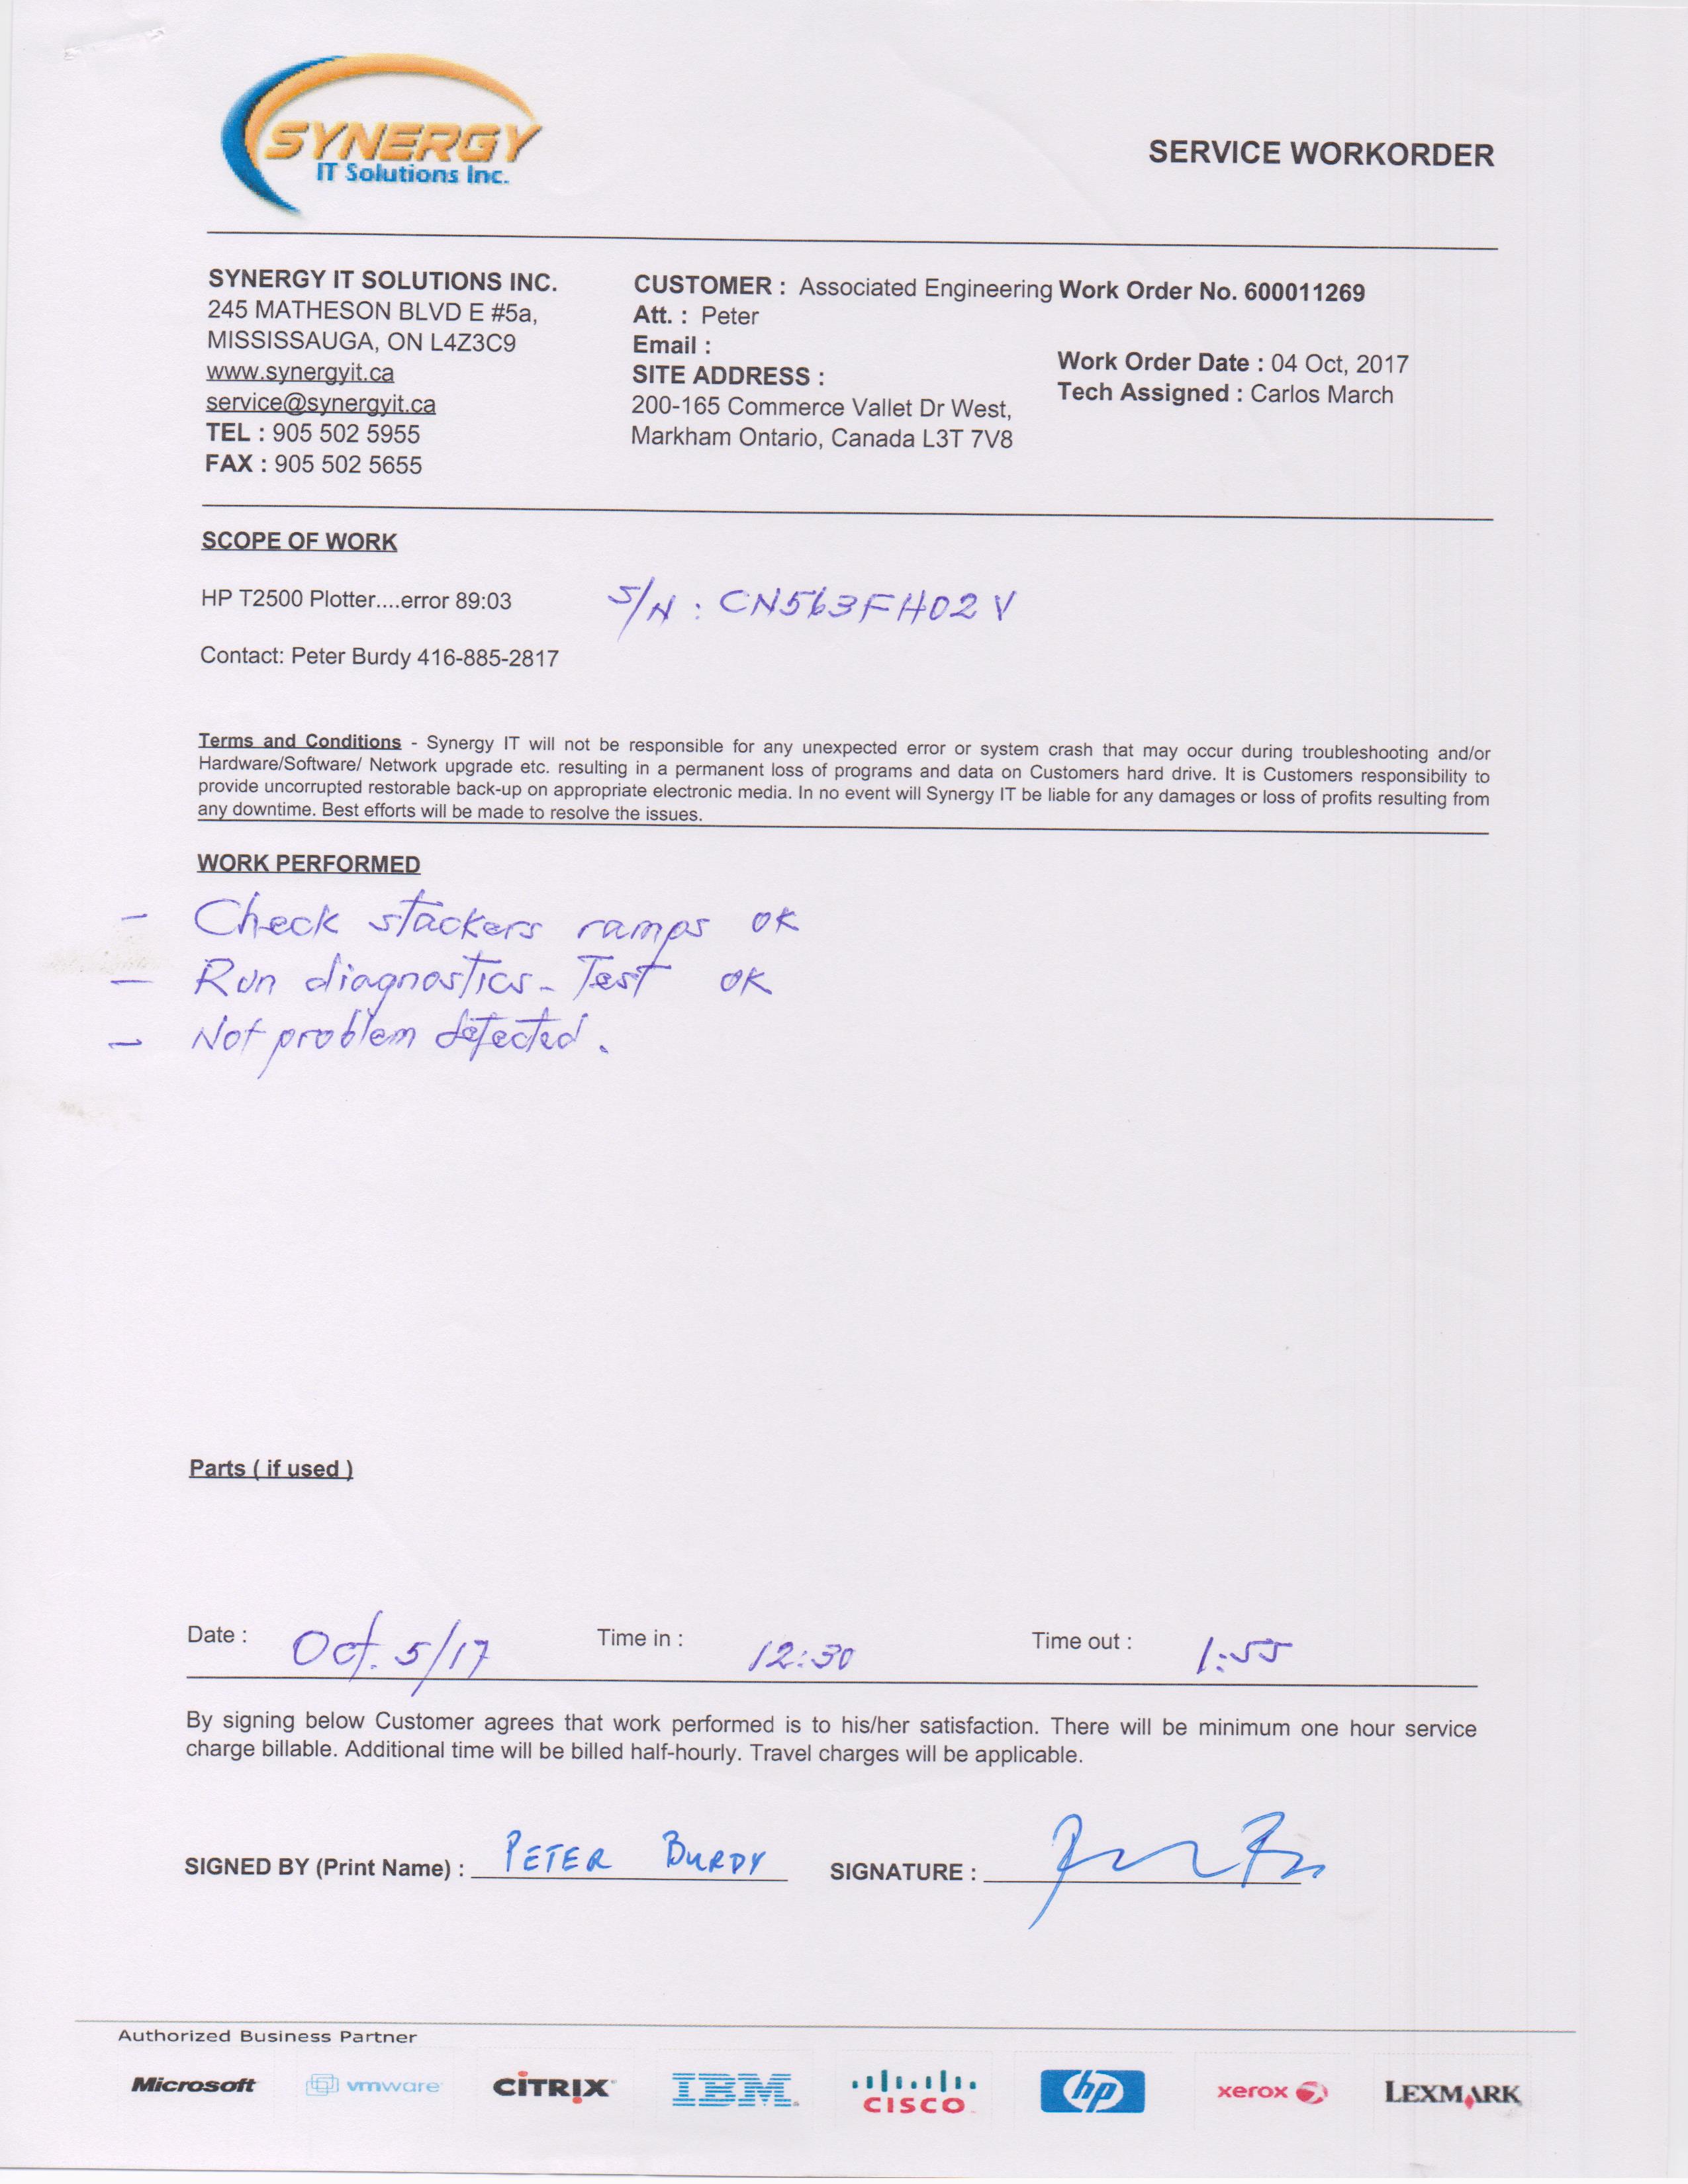 SYNERGY
IT Solutions Inc.
SERVICE WORKORDER
SYNERGY IT SOLUTIONS INC.
245 MATHESON BLVD E #5a,
MISSISSAUGA, ON L4Z3C9
www.synergyit.ca
service@synergyit.ca
TEL : 905 502 5955
FAX : 905 502 5655
CUSTOMER : Associated Engineering
Att. : Peter
Email :
SITE ADDRESS :
200-165 Commerce Vallet Dr West,
Markham Ontario, Canada L3T 7V8
Work Order No. 600011269
Work Order Date : 04 Oct, 2017
Tech Assigned : Carlos March
SCOPE OF WORK
HP T2500 Plotter....error 89:03 S/N : CN563FH02V
Contact: Peter Burdy 416-885-2817
Terms and Conditions - Synergy IT will not be responsible for any unexpected error or system crash that may occur during troubleshooting and/or
Hardware/Software/ Network upgrade etc. resulting in a permanent loss of programs and data on Customers hard drive. It is Customers responsibility to
provide uncorrupted restorable back-up on appropriate electronic media. In no event will Synergy IT be liable for any damages or loss of profits resulting from
any downtime. Best efforts will be made to resolve the issues.
WORK PERFORMED
- Check stackers ramps OK
- Run diagnostics - Test OK
- Not problem detected.
Parts ( if used )
Date : Oct. 5/17 Time in : 12:30 Time out : 1:55
By signing below Customer agrees that work performed is to his/her satisfaction. There will be minimum one hour service
charge billable. Additional time will be billed half-hourly. Travel charges will be applicable.
SIGNED BY (Print Name) : PETER BURDY SIGNATURE :
Authorized Business Partner
Microsoft vmware CITRIX IBM CISCO hp xerox LEXMARK